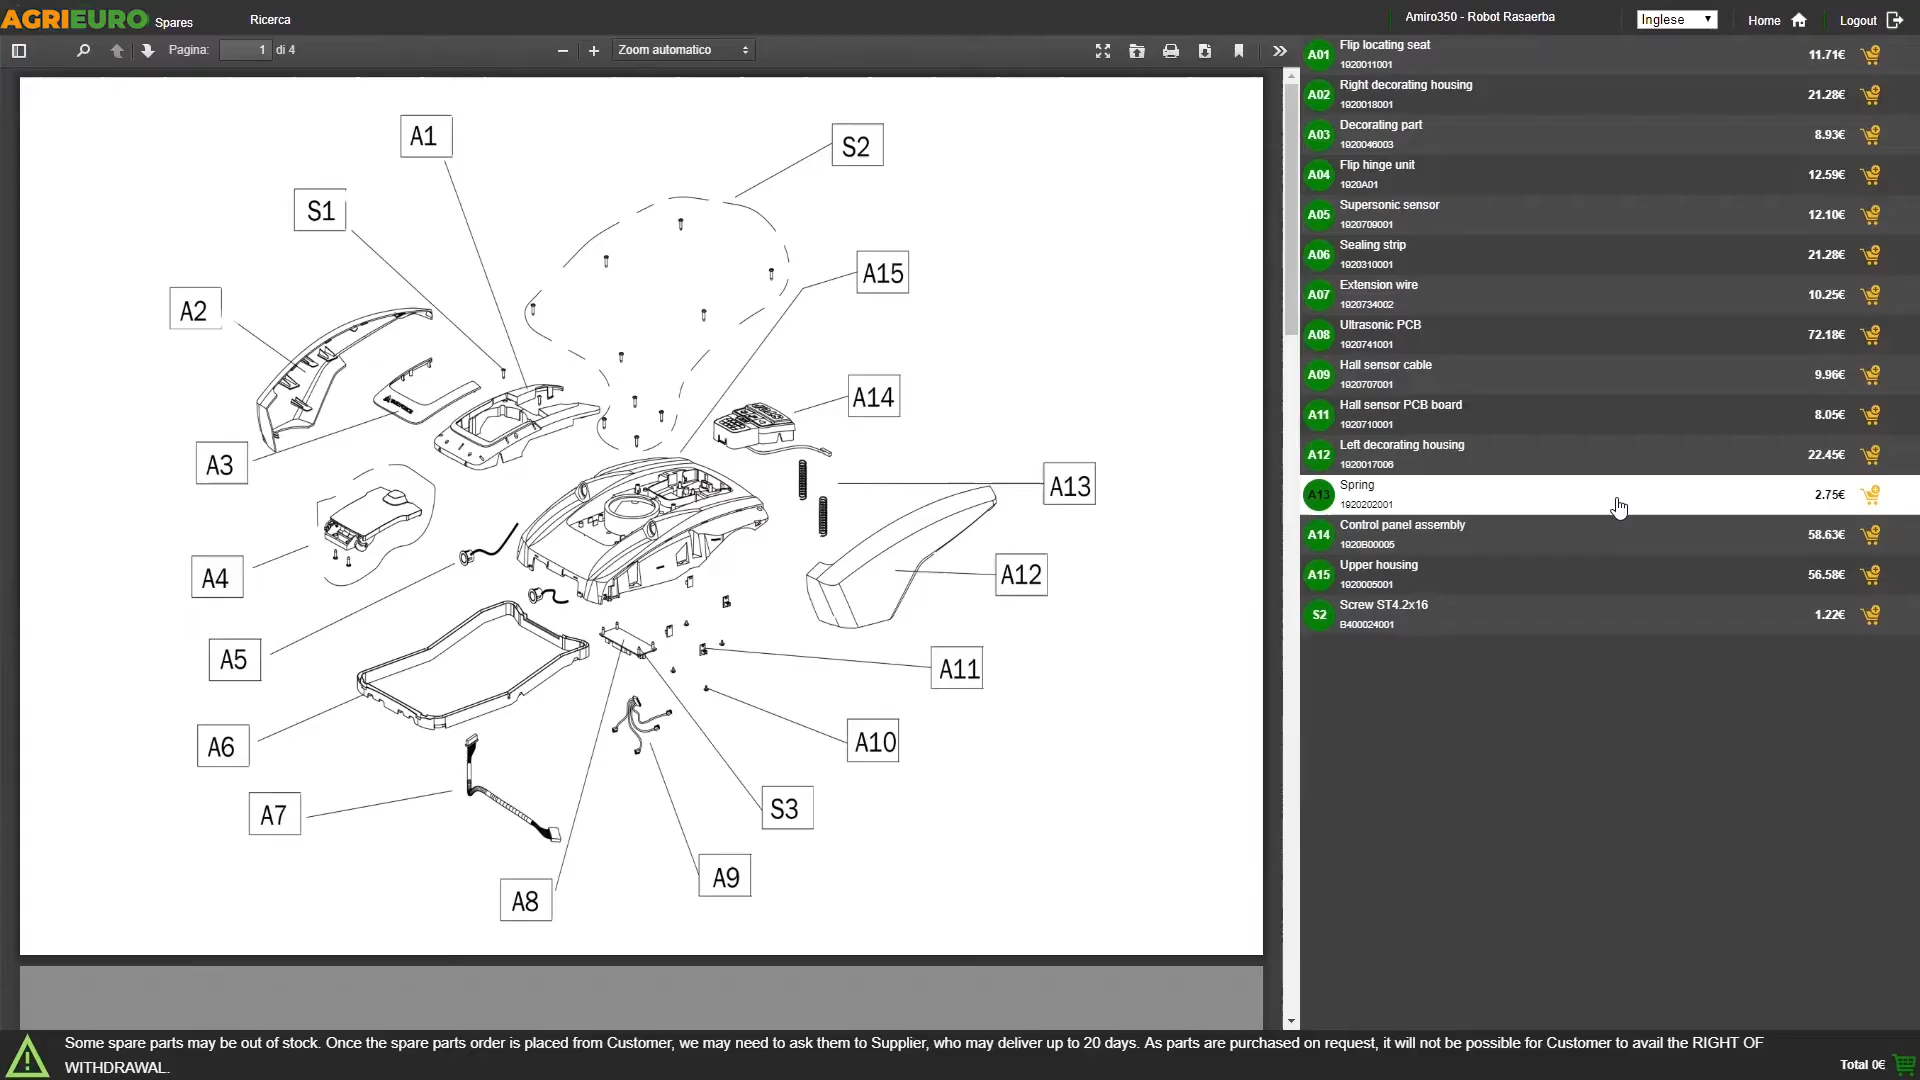 AGRIEURO Spares
Ricerca
Amiro350 - Robot Rasaerba
Inglese
Home
Logout
Pagina: 1 di 4
Zoom automatico
A1
S2
S1
A15
A2
A14
A3
A13
A4
A12
A5
A11
A6
A10
A7
S3
A9
A8
A01 Flip locating seat 11.71€
1920011001
A02 Right decorating housing 21.28€
1920018001
A03 Decorating part 8.93€
1920046003
A04 Flip hinge unit 12.59€
1920A01
A05 Supersonic sensor 12.10€
1920709001
A06 Sealing strip 21.28€
1920310001
A07 Extension wire 10.25€
1920734002
A08 Ultrasonic PCB 72.18€
1920741001
A09 Hall sensor cable 9.96€
1920707001
A11 Hall sensor PCB board 8.05€
1920710001
A12 Left decorating housing 22.45€
1920017006
A13 Spring 2.75€
1920202001
A14 Control panel assembly 58.63€
1920B00005
A15 Upper housing 56.58€
1920005001
S2 Screw ST4.2x16 1.22€
B400024001
Some spare parts may be out of stock. Once the spare parts order is placed from Customer, we may need to ask them to Supplier, who may deliver up to 20 days. As parts are purchased on request, it will not be possible for Customer to avail the RIGHT OF
WITHDRAWAL.
Total 0€